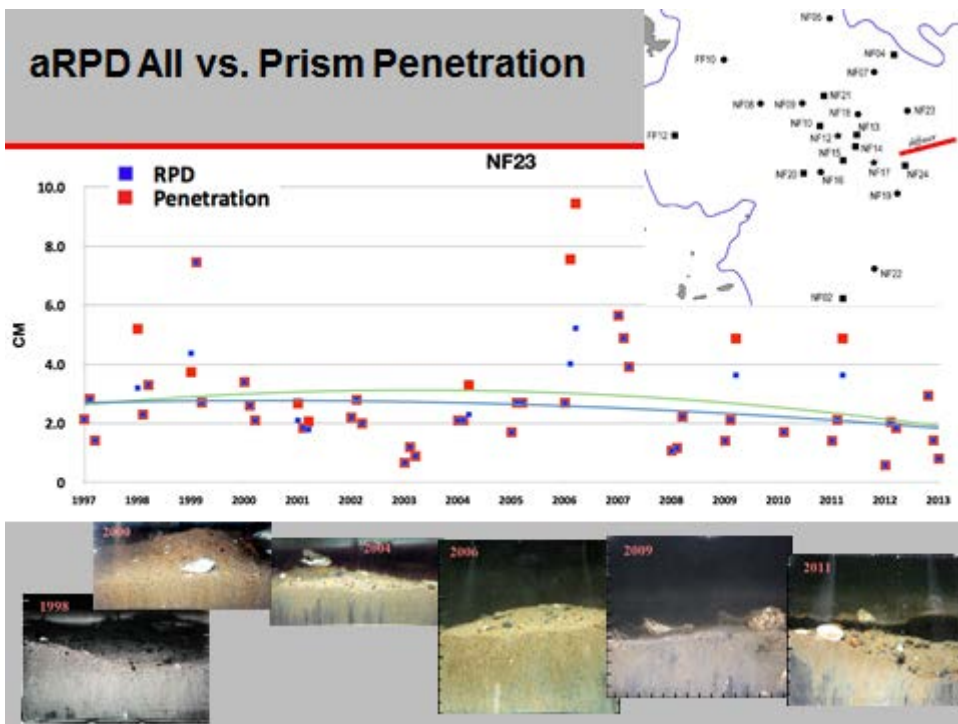 aRPD All vs. Prism Penetration
NF05
NF04
FF10
NF07
NF21
NF08
NF09
NF18
NF23
NF10
NF13
FF12
NF12
NF14
NF15
NF17
NF24
NF20
NF16
NF19
NF22
NF02
NF23
RPD
Penetration
10.0
8.0
6.0
4.0
2.0
0
CM
1997 1998 1999 2000 2001 2002 2003 2004 2005 2006 2007 2008 2009 2010 2011 2012 2013
1998
2000
2004
2006
2009
2011